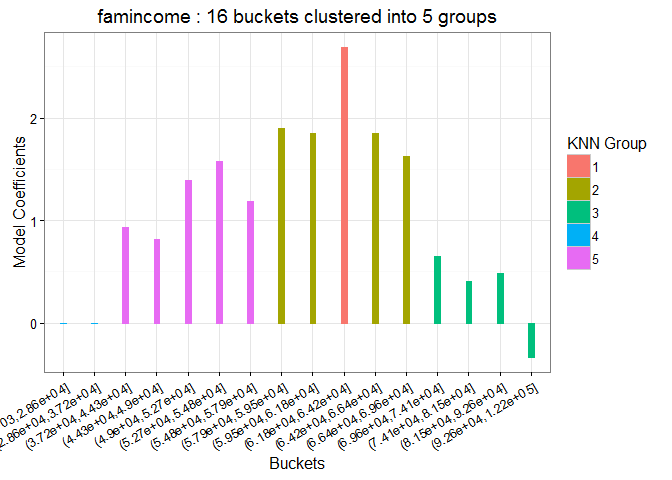 famincome : 16 buckets clustered into 5 groups
Model Coefficients
2
1
0
03,2.86e+04]
2.86e+04,3.72e+04]
(3.72e+04,4.43e+04]
(4.43e+04,4.9e+04]
(4.9e+04,5.27e+04]
(5.27e+04,5.48e+04]
(5.48e+04,5.79e+04]
(5.79e+04,5.95e+04]
(5.95e+04,6.18e+04]
(6.18e+04,6.42e+04]
(6.42e+04,6.64e+04]
(6.64e+04,6.96e+04]
(6.96e+04,7.41e+04]
(7.41e+04,8.15e+04]
(8.15e+04,9.26e+04]
(9.26e+04,1.22e+05]
Buckets
KNN Group
1
2
3
4
5